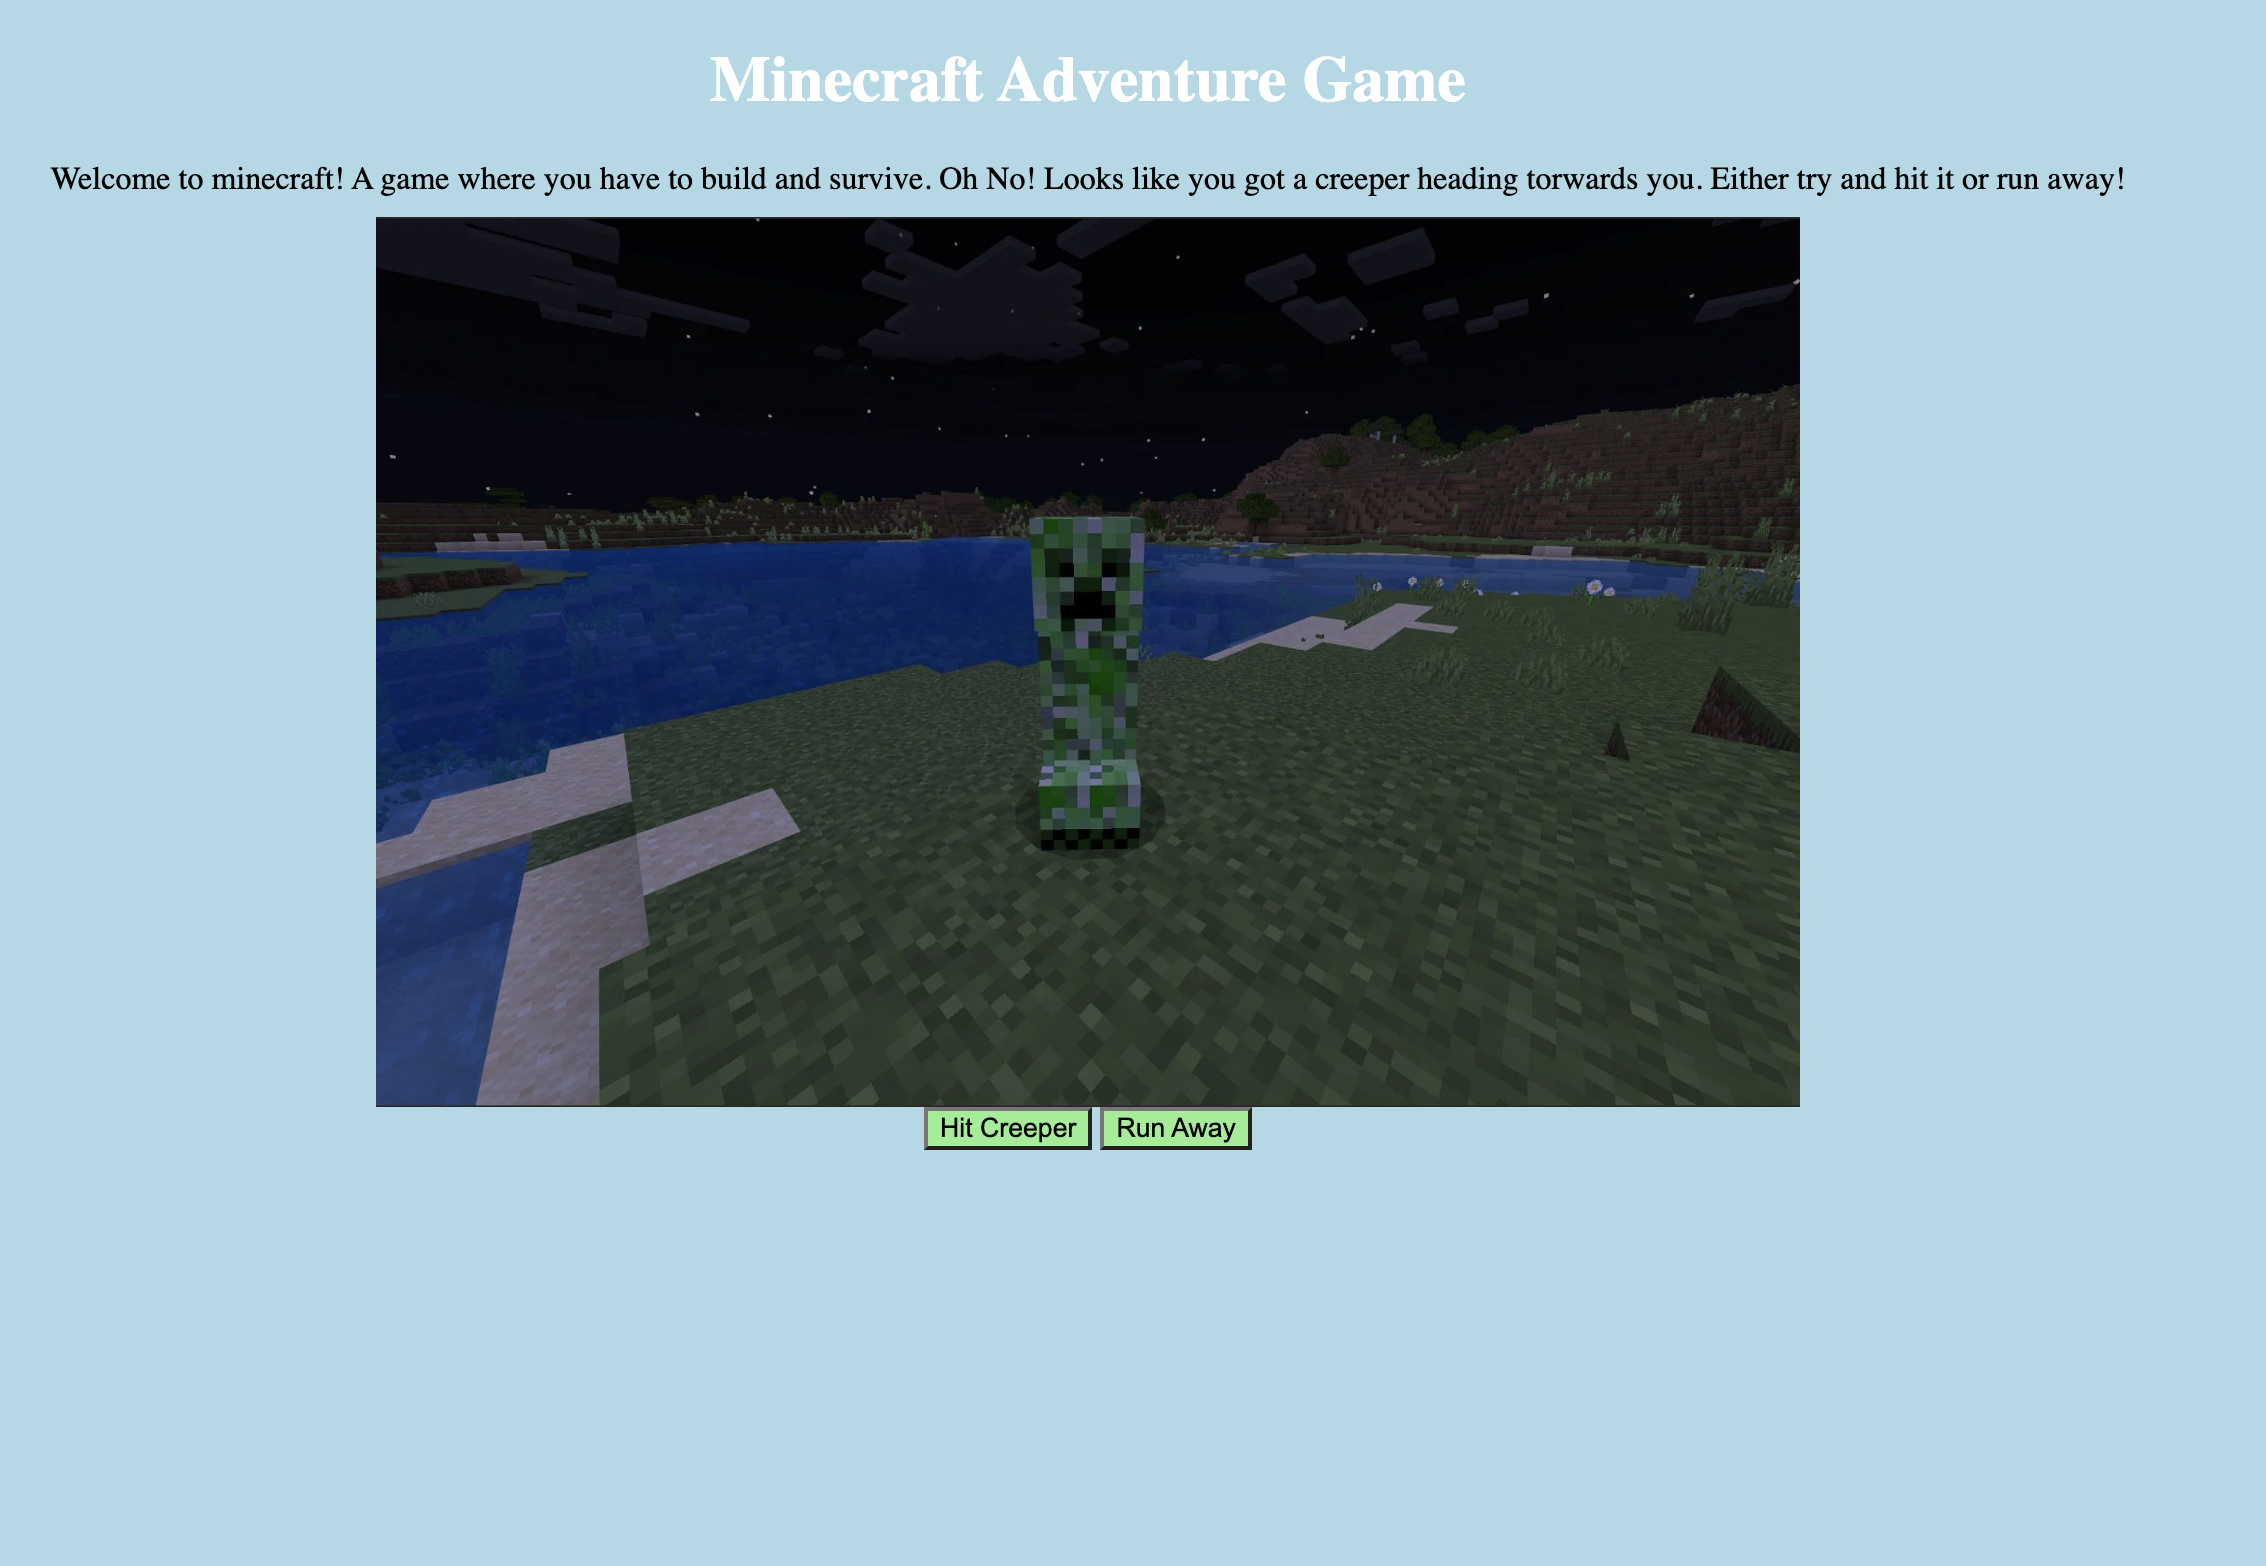 Minecraft Adventure Game
Welcome to minecraft! A game where you have to build and survive. Oh No! Looks like you got a creeper heading torwards you. Either try and hit it or run away!
Hit Creeper Run Away